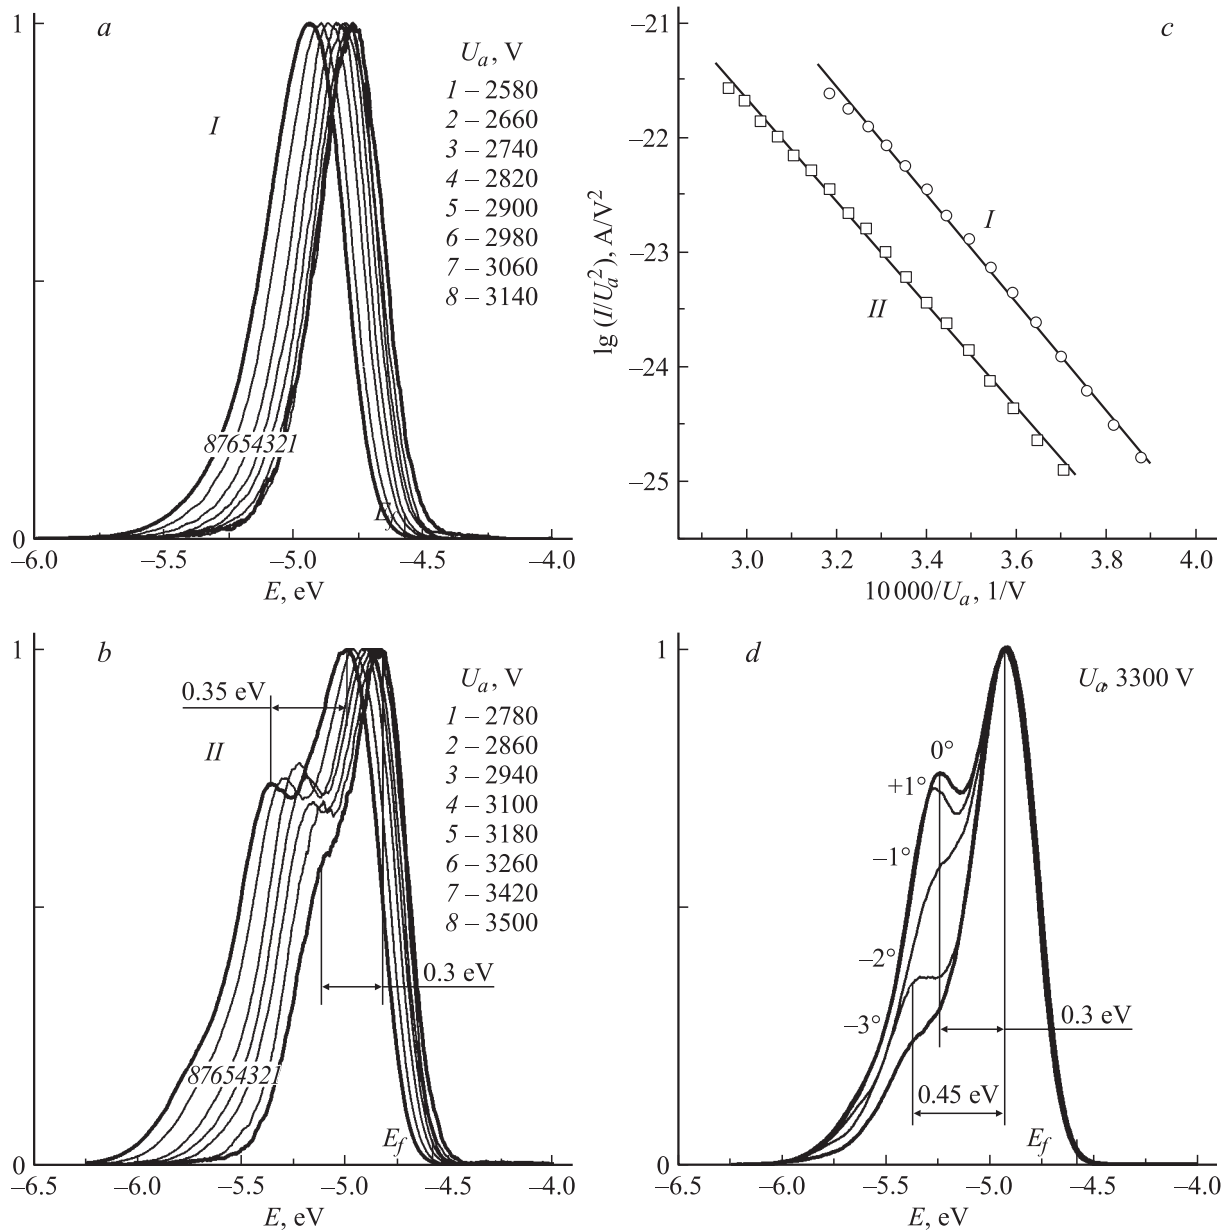 1
a
I
U_a, V
1 – 2580
2 – 2660
3 – 2740
4 – 2820
5 – 2900
6 – 2980
7 – 3060
8 – 3140
87654321
E_f
0
–6.0 –5.5 –5.0 –4.5 –4.0
E, eV
c
–21
–22
–23
–24
–25
lg (I/U_a^2), A/V^2
I
II
3.0 3.2 3.4 3.6 3.8 4.0
10 000/U_a, 1/V
1
b
0.35 eV
II
U_a, V
1 – 2780
2 – 2860
3 – 2940
4 – 3100
5 – 3180
6 – 3260
7 – 3420
8 – 3500
0.3 eV
87654321
E_f
0
–6.5 –6.0 –5.5 –5.0 –4.5 –4.0
E, eV
1
d
U_a, 3300 V
0°
+1°
–1°
–2°
–3°
0.3 eV
0.45 eV
E_f
0
–6.5 –6.0 –5.5 –5.0 –4.5 –4.0
E, eV